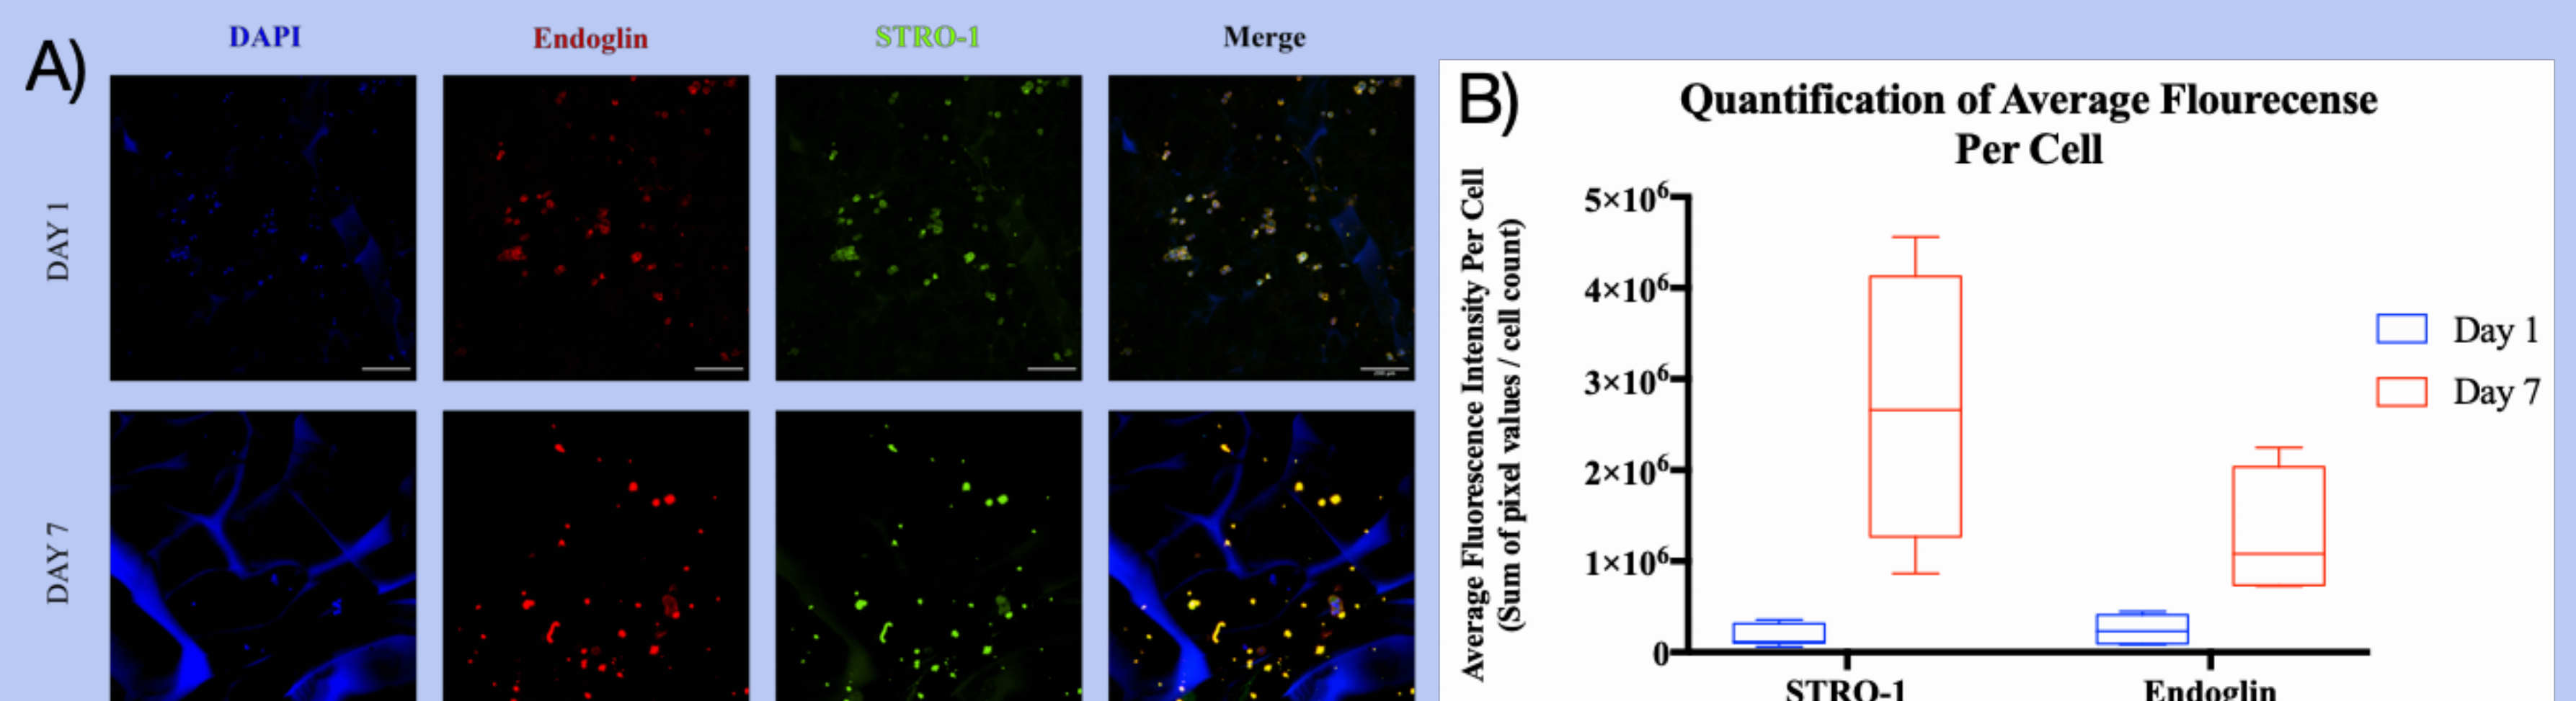 A)
DAPI
Endoglin
STRO-1
Merge
DAY 1
DAY 7
B)
Quantification of Average Flourecense
Per Cell
Average Fluorescence Intensity Per Cell
(Sum of pixel values / cell count)
5×10⁶
4×10⁶
3×10⁶
2×10⁶
1×10⁶
0
STRO-1
Endoglin
Day 1
Day 7